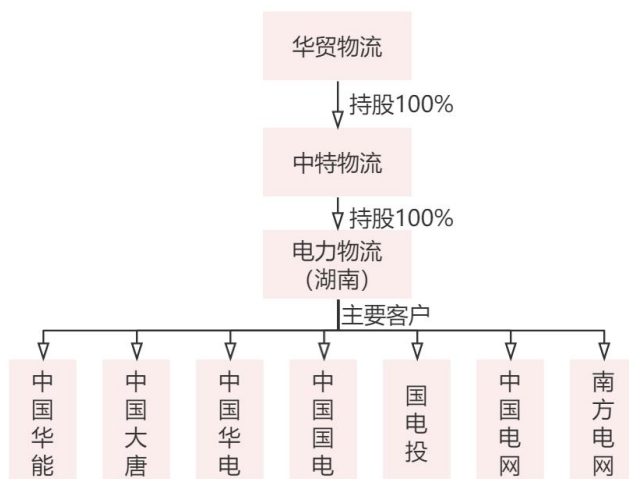 华贸物流
持股100%
中特物流
持股100%
电力物流
（湖南）
主要客户
中国华能
中国大唐
中国华电
中国国电
国电投
中国电网
南方电网